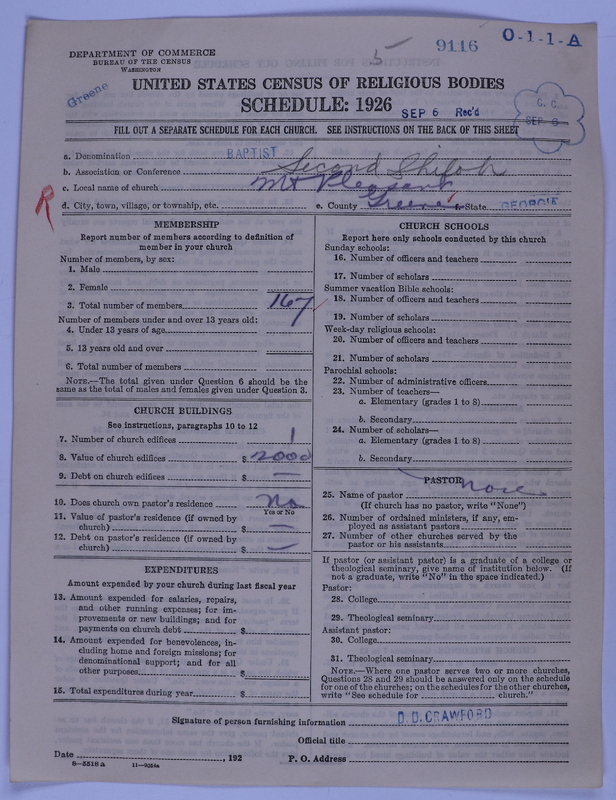 DEPARTMENT OF COMMERCE
BUREAU OF THE CENSUS
WASHINGTON
5
9116
O-1-1-A
Greene
UNITED STATES CENSUS OF RELIGIOUS BODIES
SCHEDULE: 1926
SEP 6 Rec'd
C. C.
SEP 6
FILL OUT A SEPARATE SCHEDULE FOR EACH CHURCH. SEE INSTRUCTIONS ON THE BACK OF THIS SHEET
a. Denomination BAPTIST
b. Association or Conference Second Shiloh
c. Local name of church Mt Pleasant
R
d. City, town, village, or township, etc. e. County Greene f. State GEORGIA
MEMBERSHIP
Report number of members according to definition of
member in your church
Number of members, by sex:
1. Male
2. Female
3. Total number of members 167
Number of members under and over 13 years old:
4. Under 13 years of age
5. 13 years old and over
6. Total number of members
NOTE.—The total given under Question 6 should be the
same as the total of males and females given under Question 3.
CHURCH BUILDINGS
See instructions, paragraphs 10 to 12
7. Number of church edifices 1
8. Value of church edifices $ 2000
9. Debt on church edifices $ —
10. Does church own pastor's residence No
Yes or No
11. Value of pastor's residence (if owned by
church) $ —
12. Debt on pastor's residence (if owned by
church) $ —
EXPENDITURES
Amount expended by your church during last fiscal year
13. Amount expended for salaries, repairs,
and other running expenses; for im-
provements or new buildings; and for
payments on church debt $
14. Amount expended for benevolences, in-
cluding home and foreign missions; for
denominational support; and for all
other purposes $
15. Total expenditures during year $
CHURCH SCHOOLS
Report here only schools conducted by this church
Sunday schools:
16. Number of officers and teachers
17. Number of scholars
Summer vacation Bible schools:
18. Number of officers and teachers
19. Number of scholars
Week-day religious schools:
20. Number of officers and teachers
21. Number of scholars
Parochial schools:
22. Number of administrative officers
23. Number of teachers—
a. Elementary (grades 1 to 8)
b. Secondary
24. Number of scholars—
a. Elementary (grades 1 to 8)
b. Secondary
PASTOR
25. Name of pastor None
(If church has no pastor, write "None")
26. Number of ordained ministers, if any, em-
ployed as assistant pastors
27. Number of other churches served by the
pastor or his assistants
If pastor (or assistant pastor) is a graduate of a college or
theological seminary, give name of institution below. (If
not a graduate, write "No" in the space indicated.)
Pastor:
28. College
29. Theological seminary
Assistant pastor:
30. College
31. Theological seminary
NOTE.—Where one pastor serves two or more churches,
Questions 28 and 29 should be answered only on the schedule
for one of the churches; on the schedules for the other churches,
write "See schedule for church."
Signature of person furnishing information D. D. CRAWFORD
Official title
Date , 192 P. O. Address
8—5518a 11—9554a